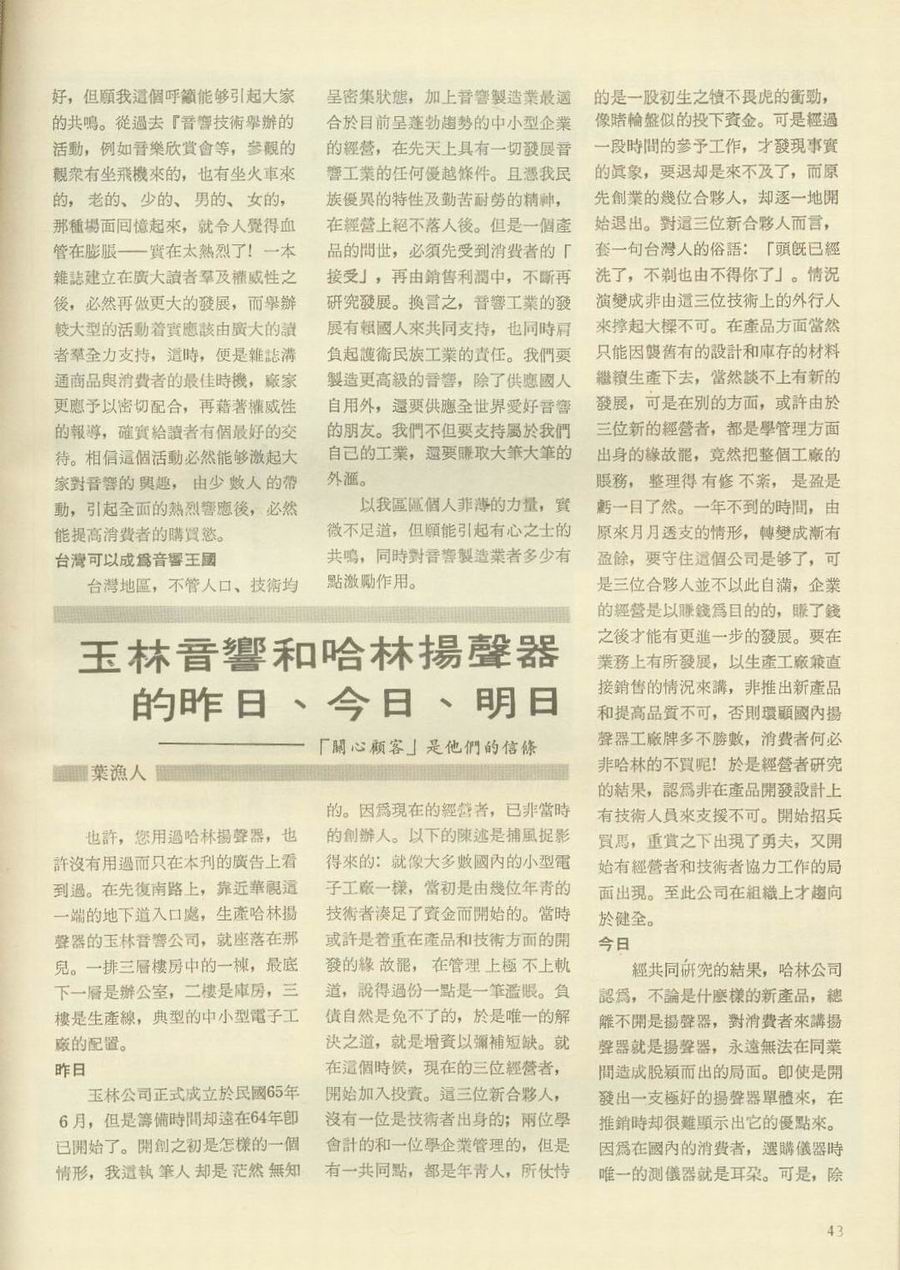 好，但願我這個呼籲能够引起大家
的共鳴。從過去『音響技術舉辦的
活動，例如音樂欣賞會等，參觀的
觀衆有坐飛機來的，也有坐火車來
的，老的、少的、男的、女的，
那種場面回憶起來，就令人覺得血
管在膨脹——實在太熱烈了！一本
雜誌建立在廣大讀者羣及權威性之
後，必然再做更大的發展，而舉辦
較大型的活動着實應該由廣大的讀
者羣全力支持，這時，便是雜誌溝
通商品與消費者的最佳時機，廠家
更應予以密切配合，再藉著權威性
的報導，確實給讀者有個最好的交
待。相信這個活動必然能够激起大
家對音響的興趣，由少數人的帶
動，引起全面的熱烈響應後，必然
能提高消費者的購買慾。
台灣可以成爲音響王國
台灣地區，不管人口、技術均
呈密集狀態，加上音響製造業最適
合於目前呈蓬勃趨勢的中小型企業
的經營，在先天上具有一切發展音
響工業的任何優越條件。且憑我民
族優異的特性及勤苦耐勞的精神，
在經營上絕不落人後。但是一個產
品的問世，必須先受到消費者的「
接受」，再由銷售利潤中，不斷再
研究發展。換言之，音響工業的發
展有賴國人來共同支持，也同時肩
負起護衛民族工業的責任。我們要
製造更高級的音響，除了供應國人
自用外，還要供應全世界愛好音響
的朋友。我們不但要支持屬於我們
自己的工業，還要賺取大筆大筆的
外滙。
以我區區個人菲薄的力量，實
微不足道，但願能引起有心之士的
共鳴，同時對音響製造業者多少有
點激勵作用。
玉林音響和哈林揚聲器
的昨日、今日、明日
——「關心顧客」是他們的信條
葉漁人
也許，您用過哈林揚聲器，也
許沒有用過而只在本刊的廣告上看
到過。在先復南路上，靠近華視這
一端的地下道入口處，生產哈林揚
聲器的玉林音響公司，就座落在那
兒。一排三層樓房中的一棟，最底
下一層是辦公室，二樓是庫房，三
樓是生產線，典型的中小型電子工
廠的配置。
昨日
玉林公司正式成立於民國65年
6月，但是籌備時間却遠在64年卽
已開始了。開創之初是怎樣的一個
情形，我這執筆人却是茫然無知
的。因爲現在的經營者，已非當時
的創辦人。以下的陳述是捕風捉影
得來的：就像大多數國內的小型電
子工廠一樣，當初是由幾位年青的
技術者湊足了資金而開始的。當時
或許是着重在產品和技術方面的開
發的緣故罷，在管理上極不上軌
道，說得過份一點是一筆濫賬。負
債自然是免不了的，於是唯一的解
決之道，就是增資以彌補短缺。就
在這個時候，現在的三位經營者，
開始加入投資。這三位新合夥人，
沒有一位是技術者出身的；兩位學
會計的和一位學企業管理的，但是
有一共同點，都是年青人，所仗恃
的是一股初生之犢不畏虎的衝勁，
像賭輪盤似的投下資金。可是經過
一段時間的參予工作，才發現事實
的眞象，要退却是來不及了，而原
先創業的幾位合夥人，却逐一地開
始退出。對這三位新合夥人而言，
套一句台灣人的俗語：「頭旣已經
洗了，不剃也由不得你了」。情況
演變成非由這三位技術上的外行人
來撐起大樑不可。在產品方面當然
只能因襲舊有的設計和庫存的材料
繼續生產下去，當然談不上有新的
發展，可是在別的方面，或許由於
三位新的經營者，都是學管理方面
出身的緣故罷，竟然把整個工廠的
賬務，整理得有修不紊，是盈是
虧一目了然。一年不到的時間，由
原來月月透支的情形，轉變成漸有
盈餘，要守住這個公司是够了，可
是三位合夥人並不以此自滿，企業
的經營是以賺錢爲目的的，賺了錢
之後才能有更進一步的發展。要在
業務上有所發展，以生產工廠兼直
接銷售的情況來講，非推出新產品
和提高品質不可，否則環顧國內揚
聲器工廠牌多不勝數，消費者何必
非哈林的不買呢！於是經營者研究
的結果，認爲非在產品開發設計上
有技術人員來支援不可。開始招兵
買馬，重賞之下出現了勇夫，又開
始有經營者和技術者協力工作的局
面出現。至此公司在組織上才趨向
於健全。
今日
經共同研究的結果，哈林公司
認爲，不論是什麼樣的新產品，總
離不開是揚聲器，對消費者來講揚
聲器就是揚聲器，永遠無法在同業
間造成脫穎而出的局面。卽使是開
發出一支極好的揚聲器單體來，在
推銷時却很難顯示出它的優點來。
因爲在國內的消費者，選購儀器時
唯一的測儀器就是耳朶。可是，除
43